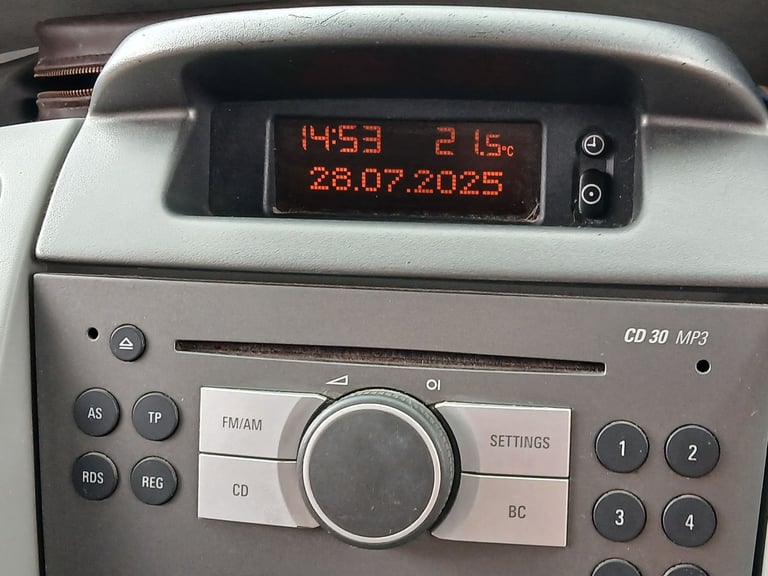 14:53 21.5°C
28.07.2025
CD 30 MP3
AS TP FM/AM SETTINGS 1 2
RDS REG CD BC 3 4